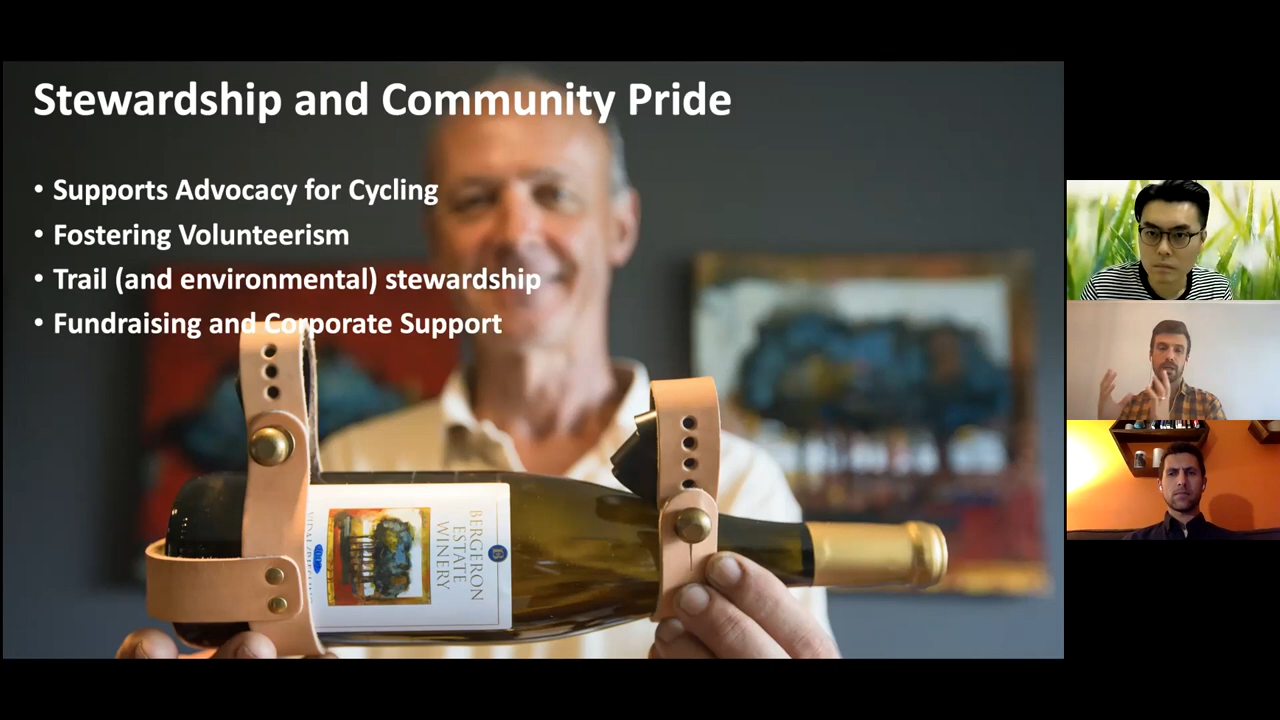 Stewardship and Community Pride
• Supports Advocacy for Cycling
• Fostering Volunteerism
• Trail (and environmental) stewardship
• Fundraising and Corporate Support
BERGERON
ESTATE
WINERY
B